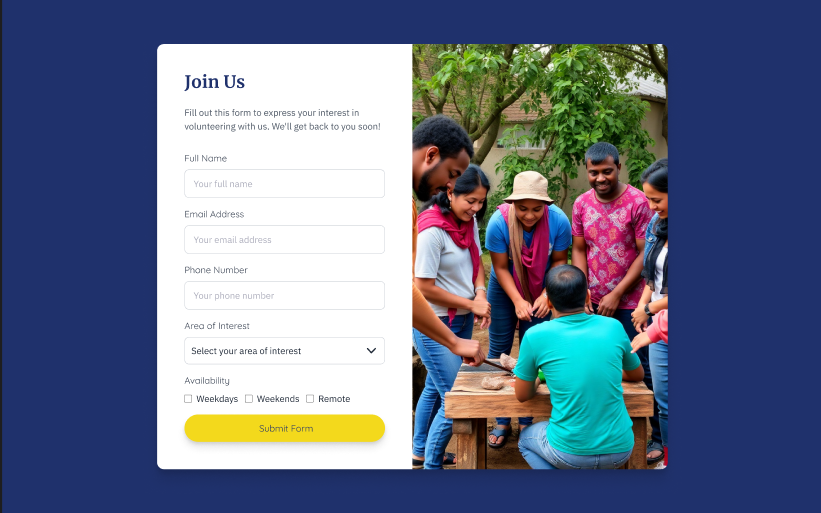 Join Us
Fill out this form to express your interest in
volunteering with us. We'll get back to you soon!
Full Name
Your full name
Email Address
Your email address
Phone Number
Your phone number
Area of Interest
Select your area of interest
Availability
Weekdays Weekends Remote
Submit Form